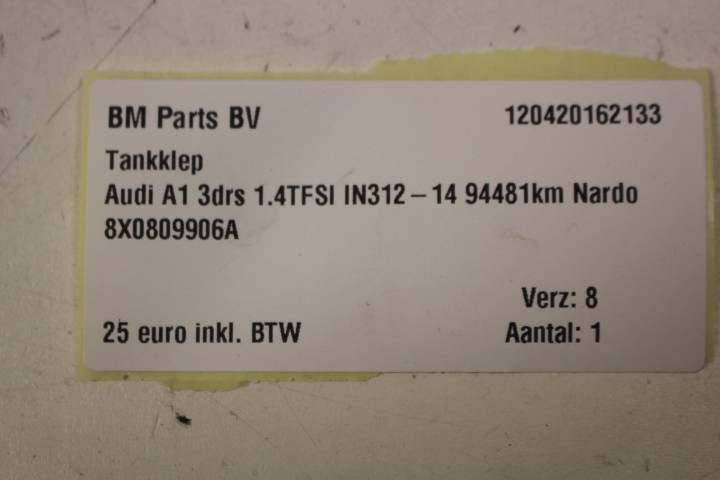 BM Parts BV 120420162133
Tankklep
Audi A1 3drs 1.4TFSI IN312 – 14 94481km Nardo
8X0809906A
Verz: 8
25 euro inkl. BTW Aantal: 1